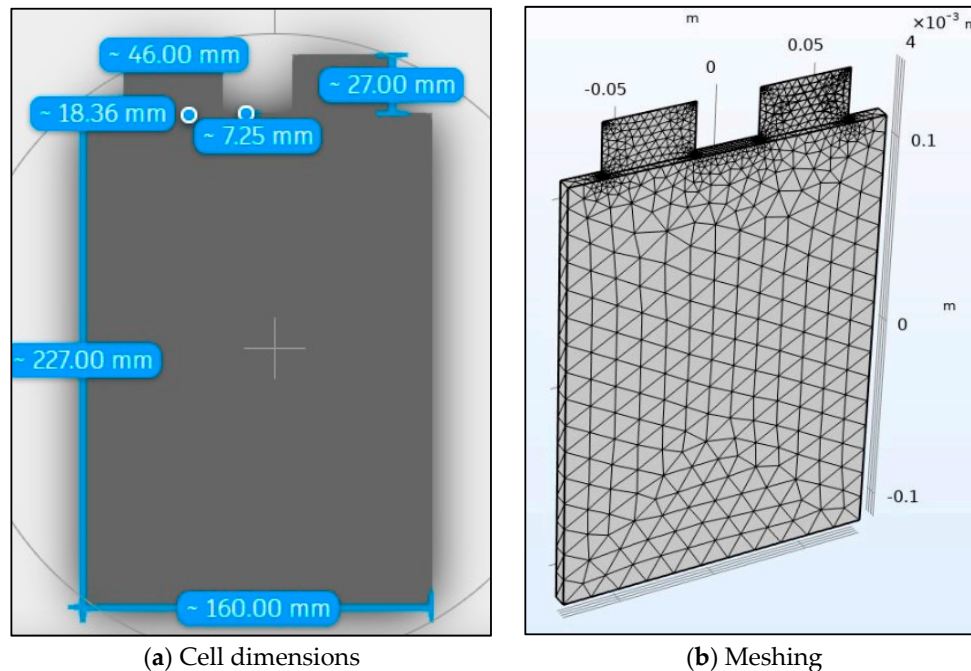 ~ 46.00 mm
~ 27.00 mm
~ 18.36 mm
~ 7.25 mm
~ 227.00 mm
~ 160.00 mm
(a) Cell dimensions
m
×10⁻³ m
4
0.05
0
-0.05
0.1
m
0
-0.1
(b) Meshing